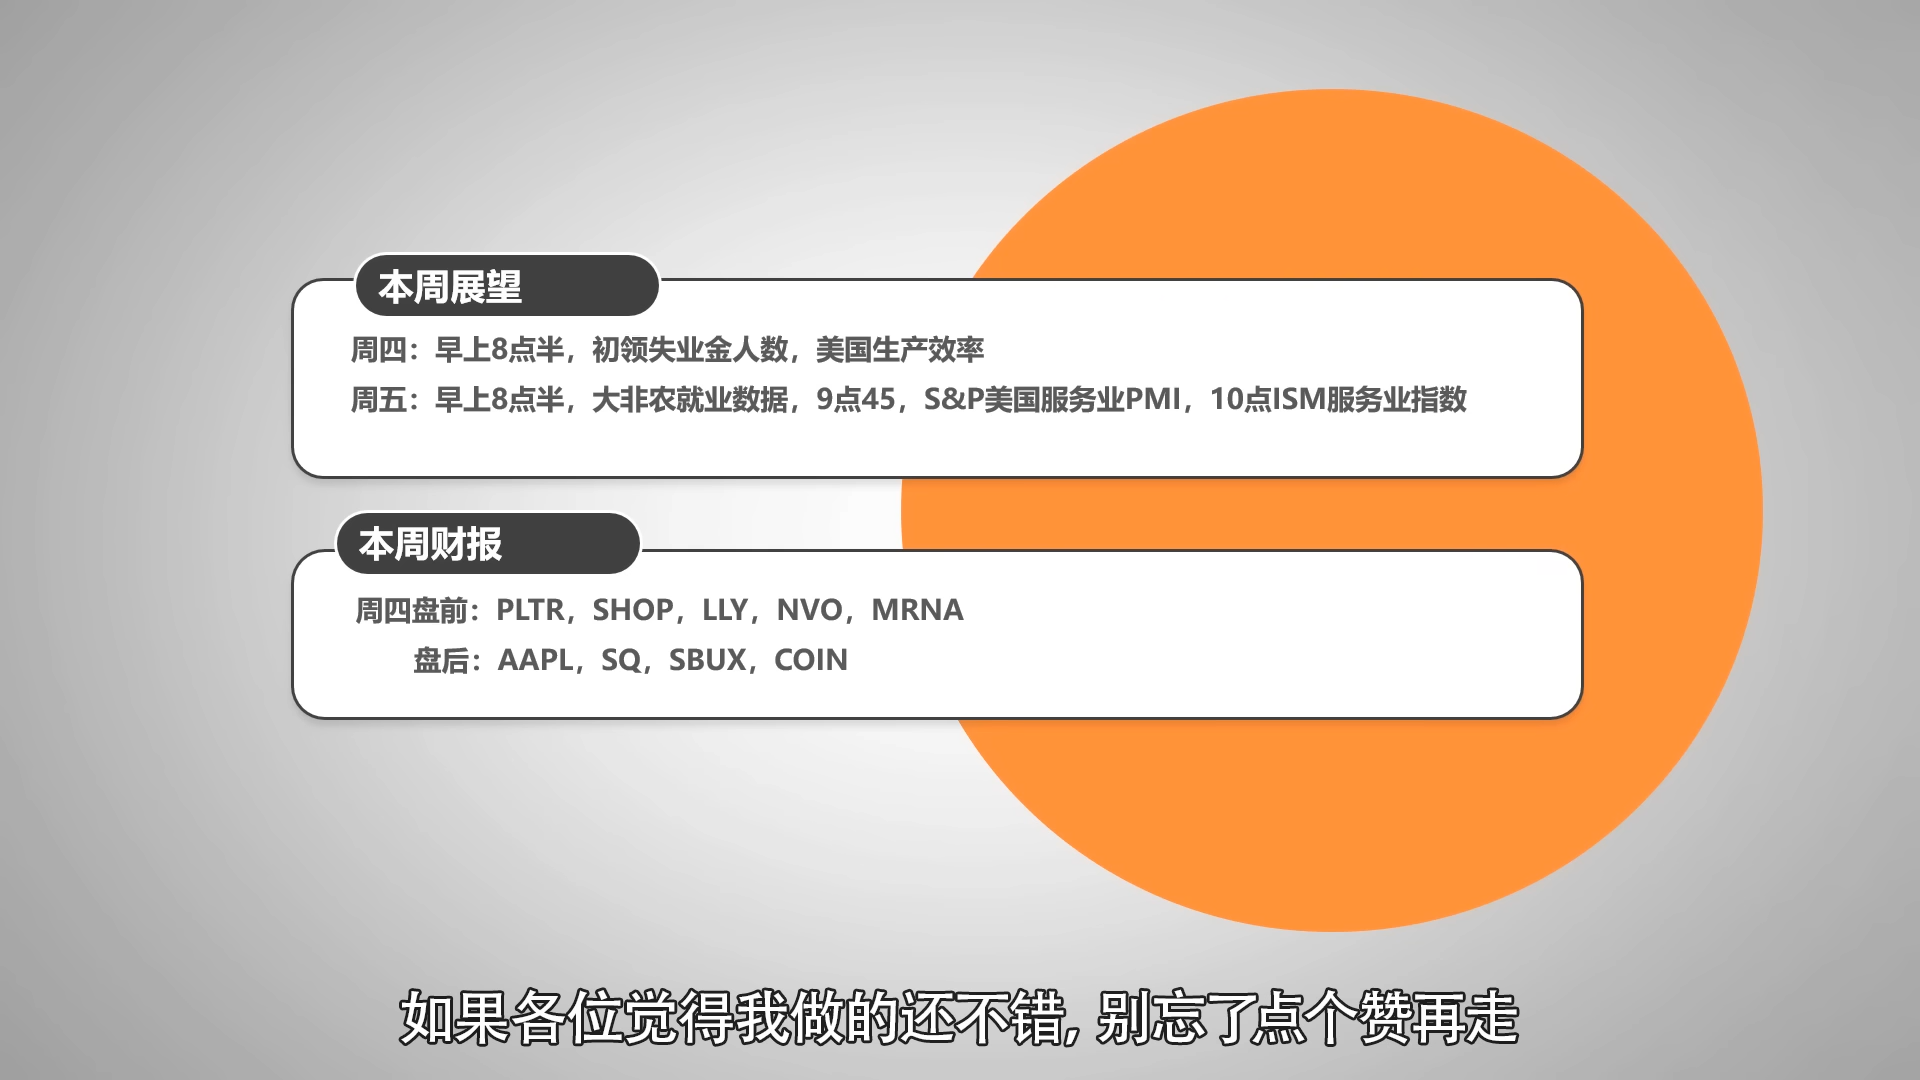 本周展望
周四：早上8点半，初领失业金人数，美国生产效率
周五：早上8点半，大非农就业数据，9点45，S&P美国服务业PMI，10点ISM服务业指数
本周财报
周四盘前：PLTR，SHOP，LLY，NVO，MRNA
盘后：AAPL，SQ，SBUX，COIN
如果各位觉得我做的还不错，别忘了点个赞再走